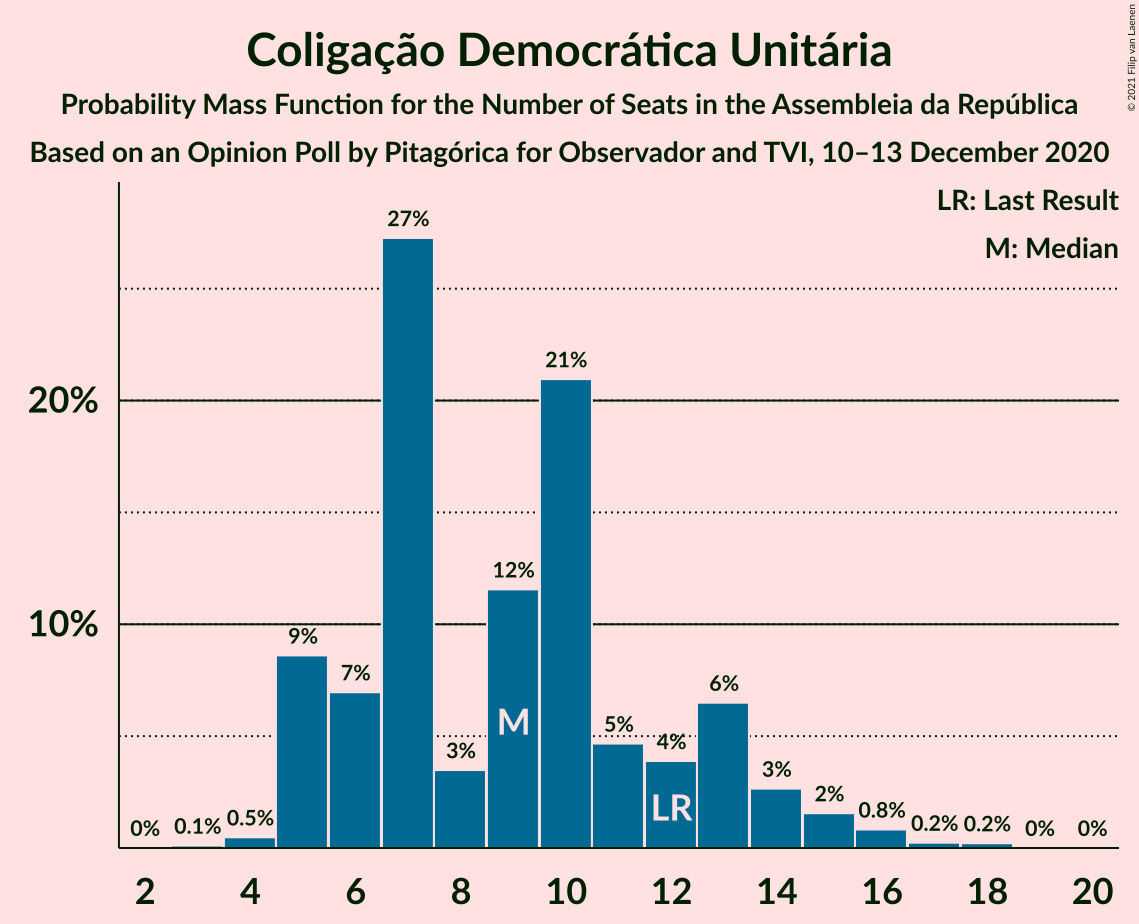 Coligação Democrática Unitária
Probability Mass Function for the Number of Seats in the Assembleia da República
Based on an Opinion Poll by Pitagórica for Observador and TVI, 10–13 December 2020
© 2021 Filip van Laenen
LR: Last Result
M: Median
27%
21%
20%
12%
10%
9%
7%
6%
5%
4%
3%
3%
2%
0.8%
0.5%
0.1%
0%
0.2%
0.2%
0%
0%
M
LR
2 4 6 8 10 12 14 16 18 20